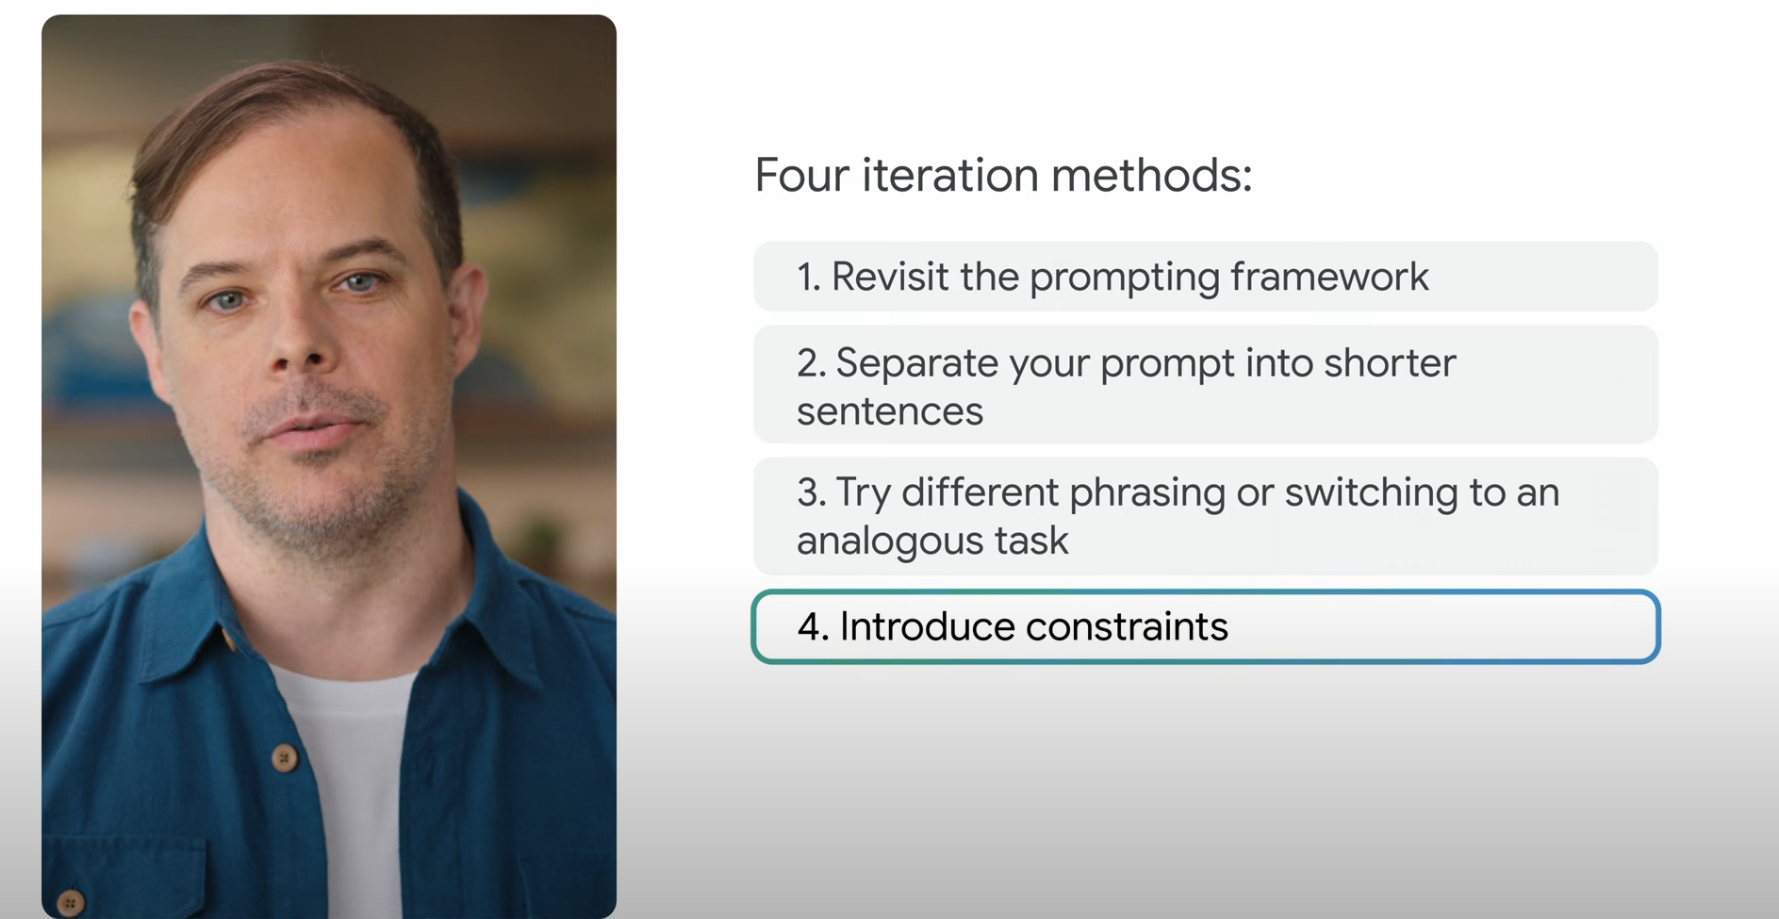 Four iteration methods:
1. Revisit the prompting framework
2. Separate your prompt into shorter
sentences
3. Try different phrasing or switching to an
analogous task
4. Introduce constraints